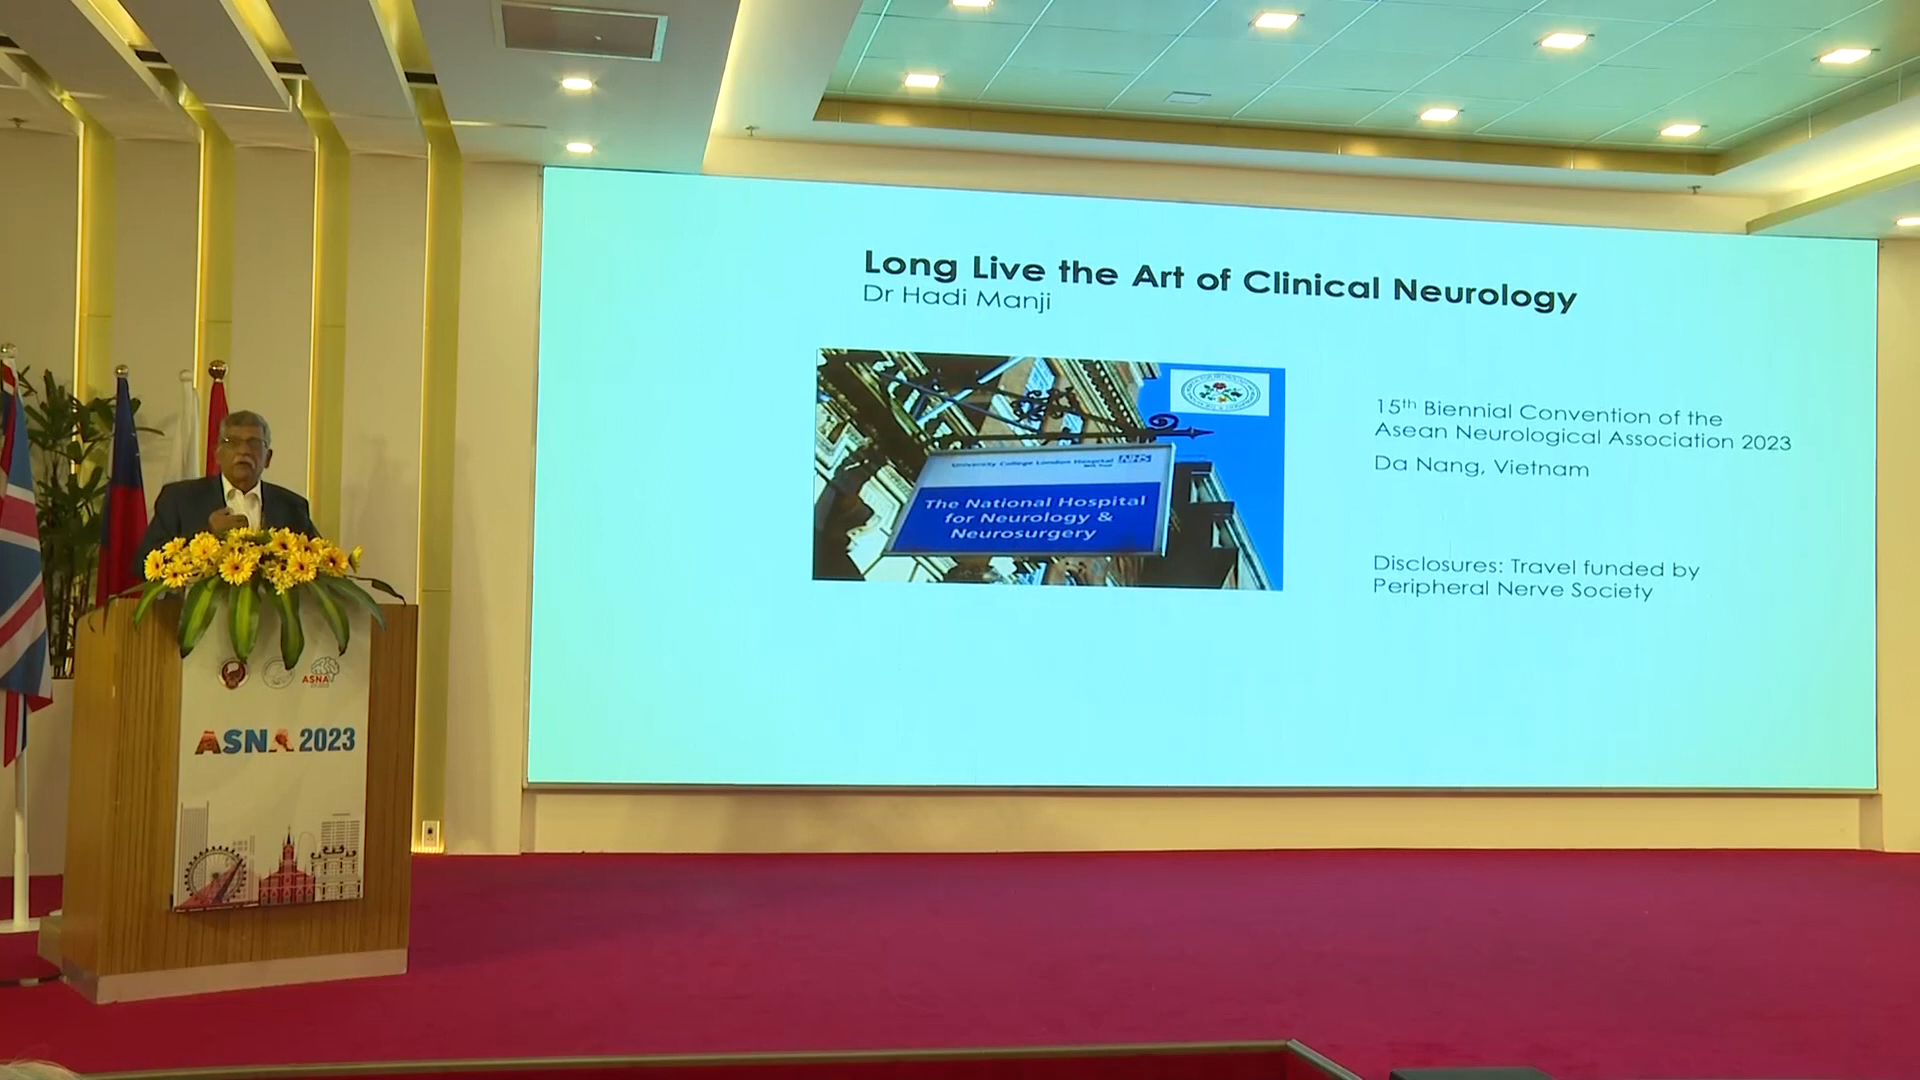 Long Live the Art of Clinical Neurology
Dr Hadi Manji
University College London Hospital NHS
The National Hospital
for Neurology &
Neurosurgery
15th Biennial Convention of the
Asean Neurological Association 2023
Da Nang, Vietnam
Disclosures: Travel funded by
Peripheral Nerve Society
ASNA
ASNA 2023